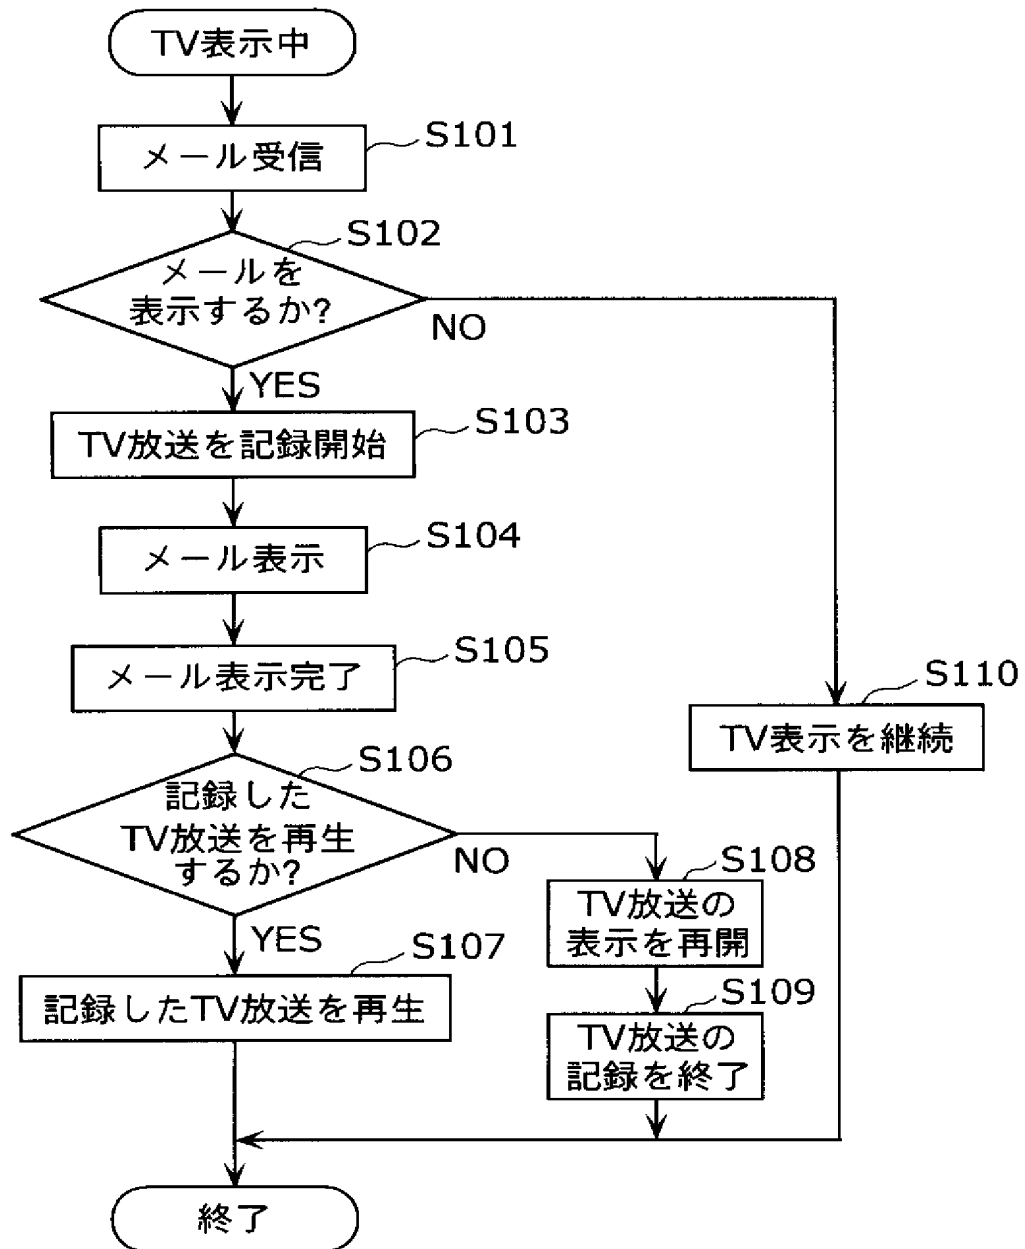 TV表示中
メール受信
S101
S102
メールを
表示するか?
NO
YES
TV放送を記録開始
S103
メール表示
S104
メール表示完了
S105
S110
TV表示を継続
S106
記録した
TV放送を再生
するか?
NO
YES
S108
TV放送の
表示を再開
S107
記録したTV放送を再生
S109
TV放送の
記録を終了
終了